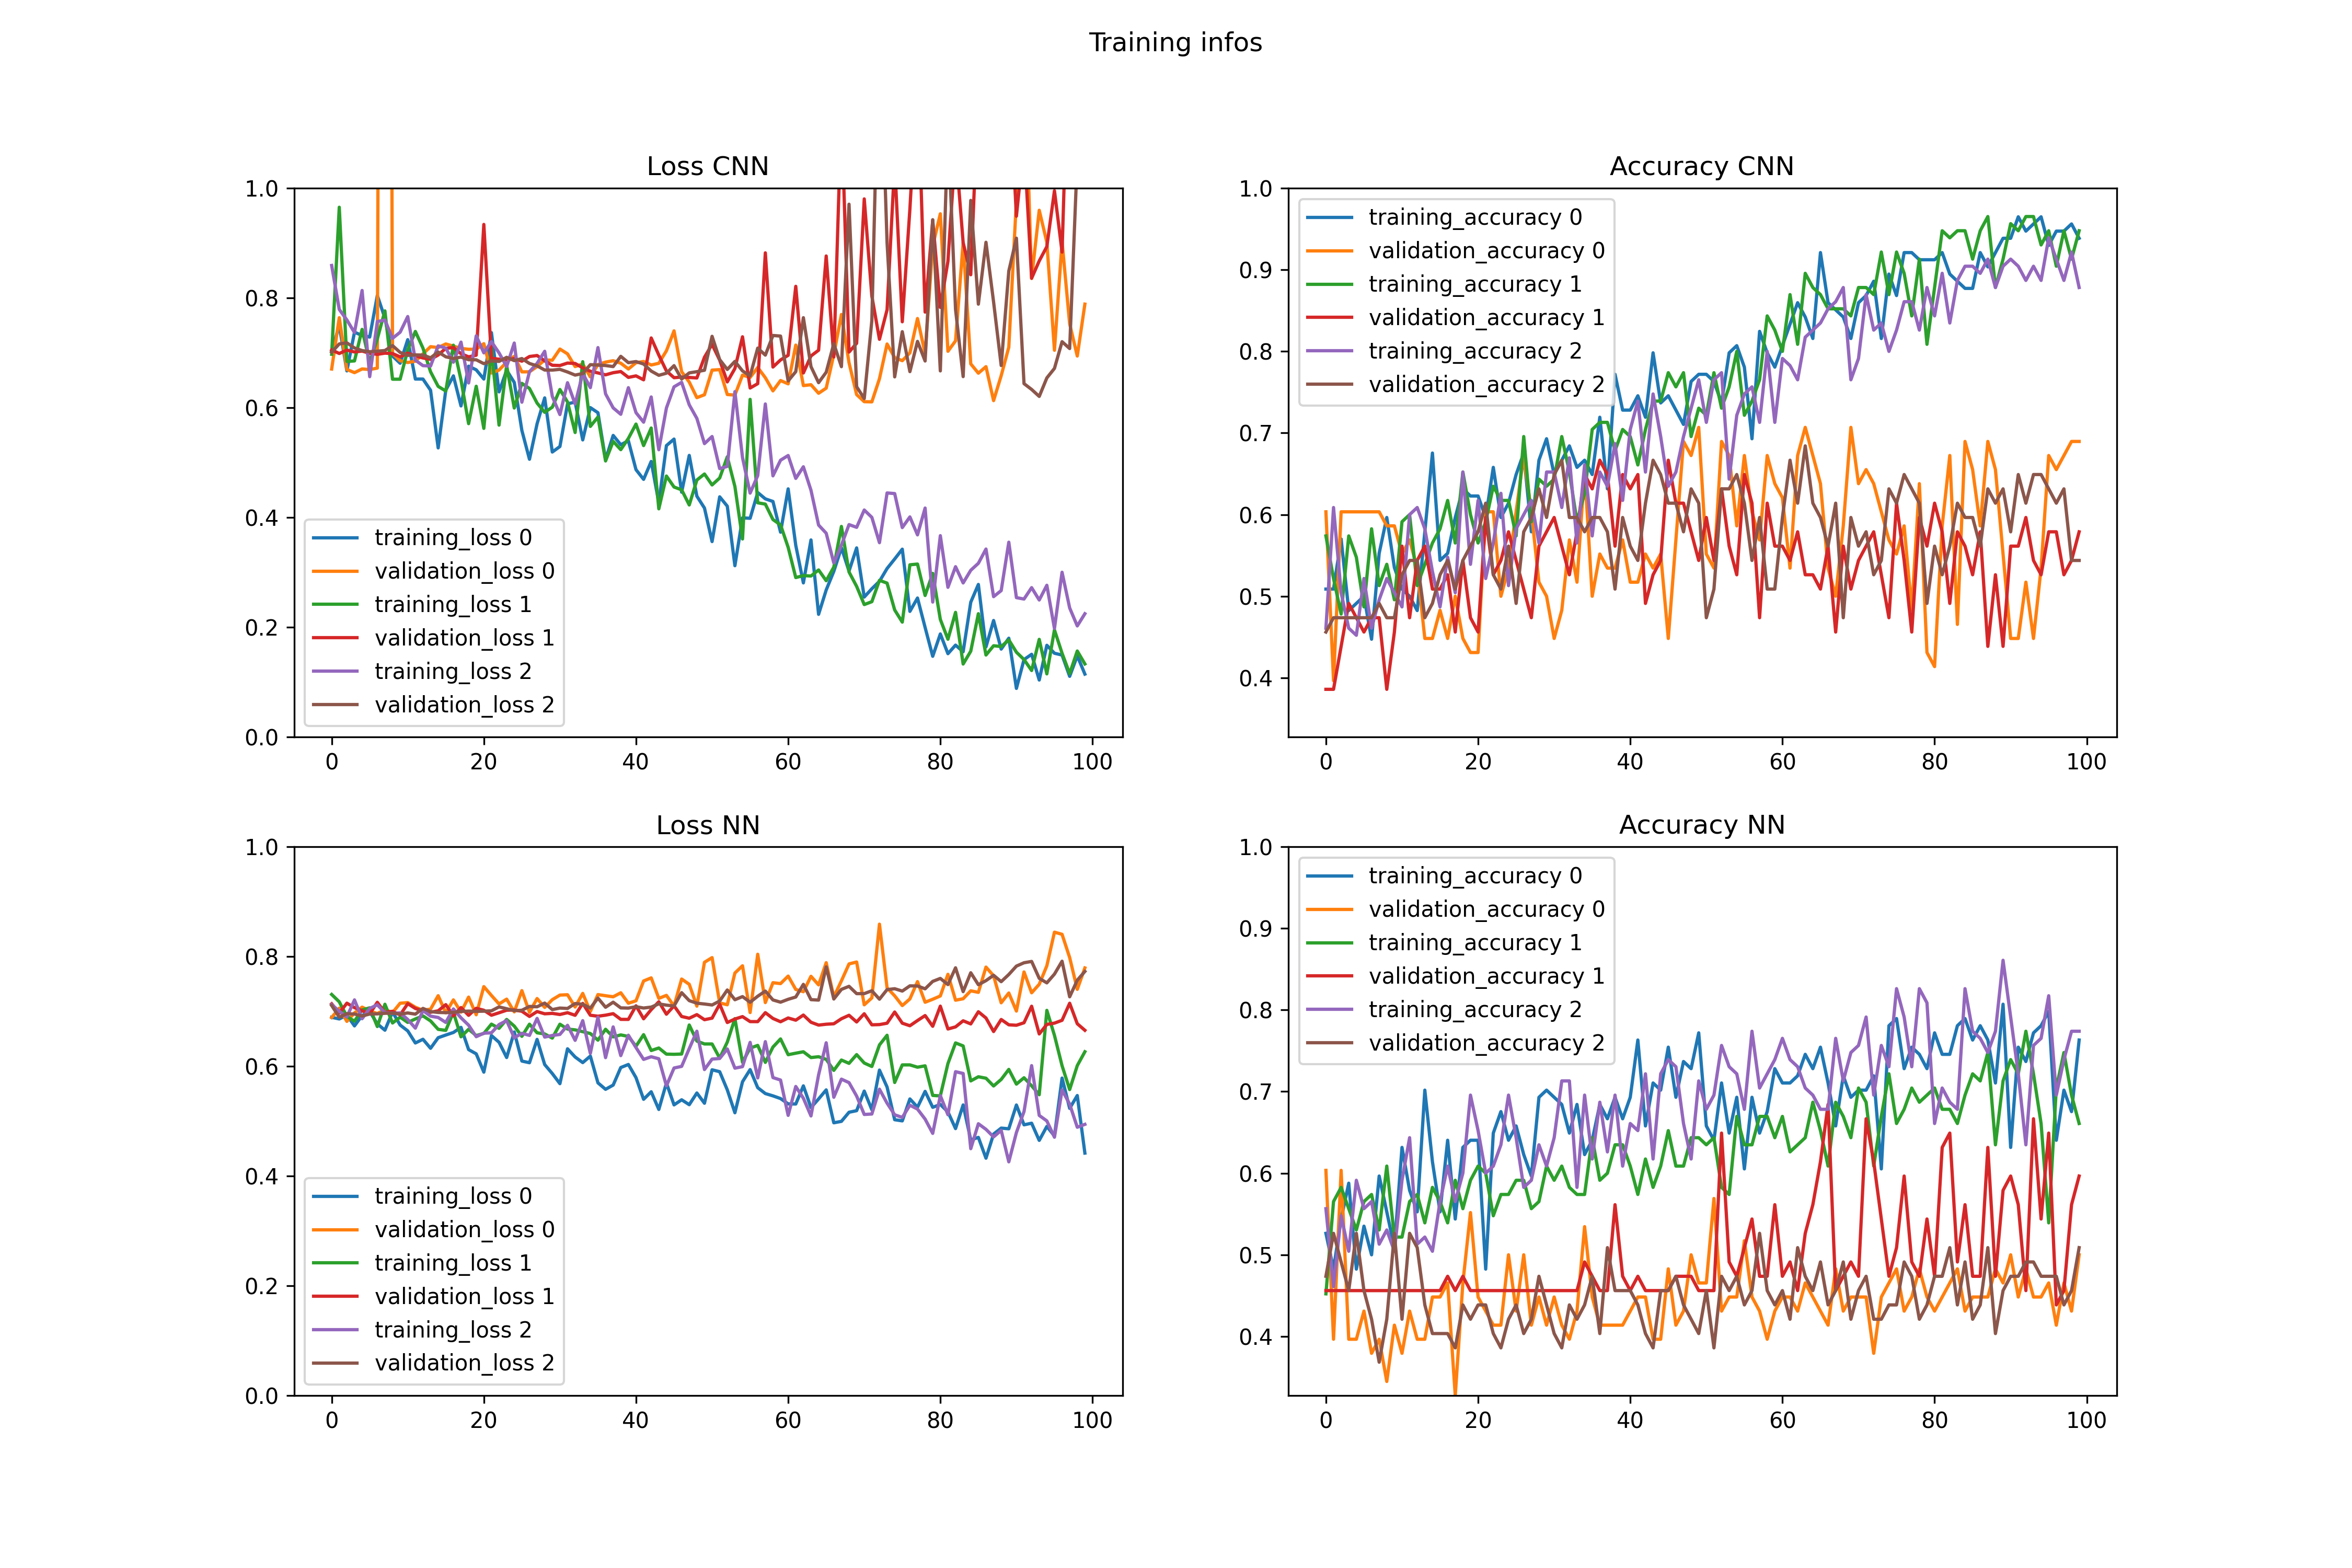 Training infos
Loss CNN
1.0
0.8
0.6
0.4
0.2
0.0
training_loss 0
validation_loss 0
training_loss 1
validation_loss 1
training_loss 2
validation_loss 2
0 20 40 60 80 100
Accuracy CNN
1.0
0.9
0.8
0.7
0.6
0.5
0.4
training_accuracy 0
validation_accuracy 0
training_accuracy 1
validation_accuracy 1
training_accuracy 2
validation_accuracy 2
0 20 40 60 80 100
Loss NN
1.0
0.8
0.6
0.4
0.2
0.0
training_loss 0
validation_loss 0
training_loss 1
validation_loss 1
training_loss 2
validation_loss 2
0 20 40 60 80 100
Accuracy NN
1.0
0.9
0.8
0.7
0.6
0.5
0.4
training_accuracy 0
validation_accuracy 0
training_accuracy 1
validation_accuracy 1
training_accuracy 2
validation_accuracy 2
0 20 40 60 80 100